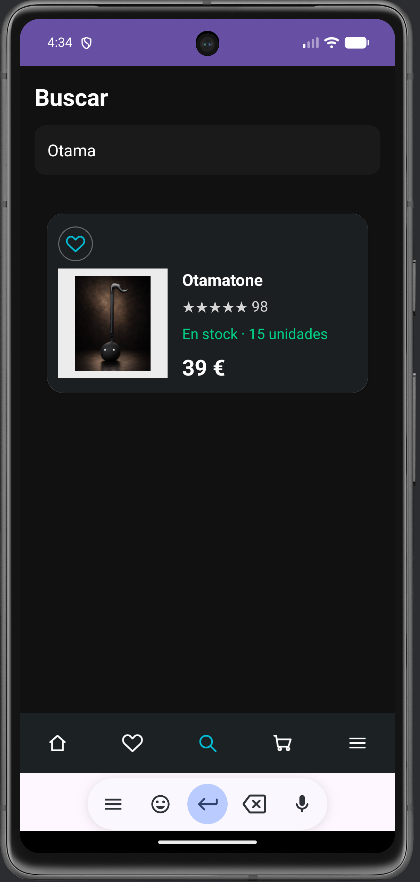 4:34
Buscar
Otama
Otamatone
★★★★★ 98
En stock · 15 unidades
39 €